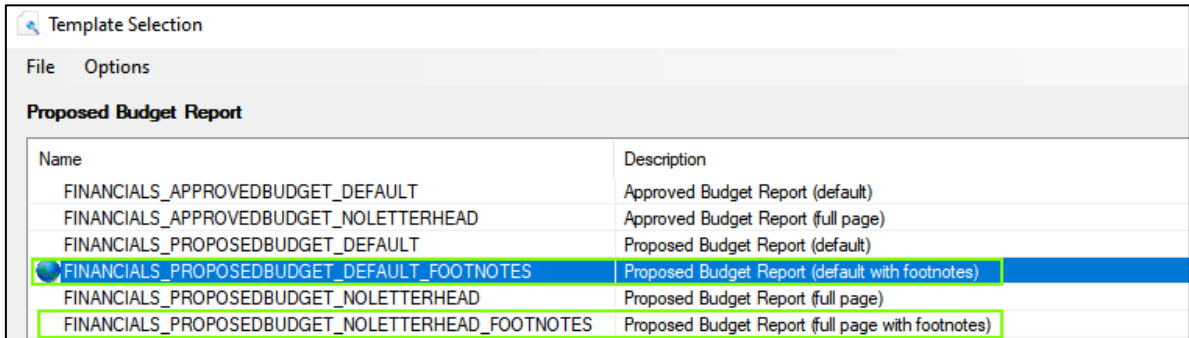 Template Selection
File Options
Proposed Budget Report
Name Description
FINANCIALS_APPROVEDBUDGET_DEFAULT Approved Budget Report (default)
FINANCIALS_APPROVEDBUDGET_NOLETTERHEAD Approved Budget Report (full page)
FINANCIALS_PROPOSEDBUDGET_DEFAULT Proposed Budget Report (default)
FINANCIALS_PROPOSEDBUDGET_DEFAULT_FOOTNOTES Proposed Budget Report (default with footnotes)
FINANCIALS_PROPOSEDBUDGET_NOLETTERHEAD Proposed Budget Report (full page)
FINANCIALS_PROPOSEDBUDGET_NOLETTERHEAD_FOOTNOTES Proposed Budget Report (full page with footnotes)